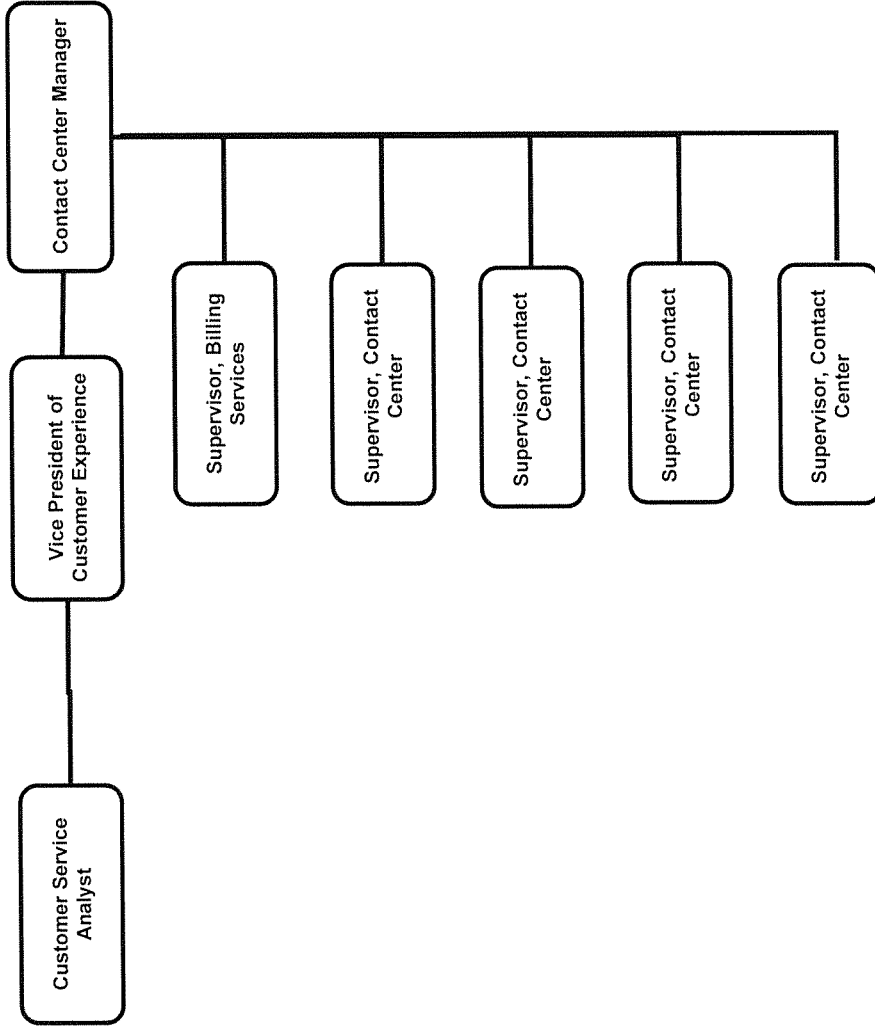 Customer Service
Analyst
Vice President of
Customer Experience
Contact Center Manager
Supervisor, Billing
Services
Supervisor, Contact
Center
Supervisor, Contact
Center
Supervisor, Contact
Center
Supervisor, Contact
Center